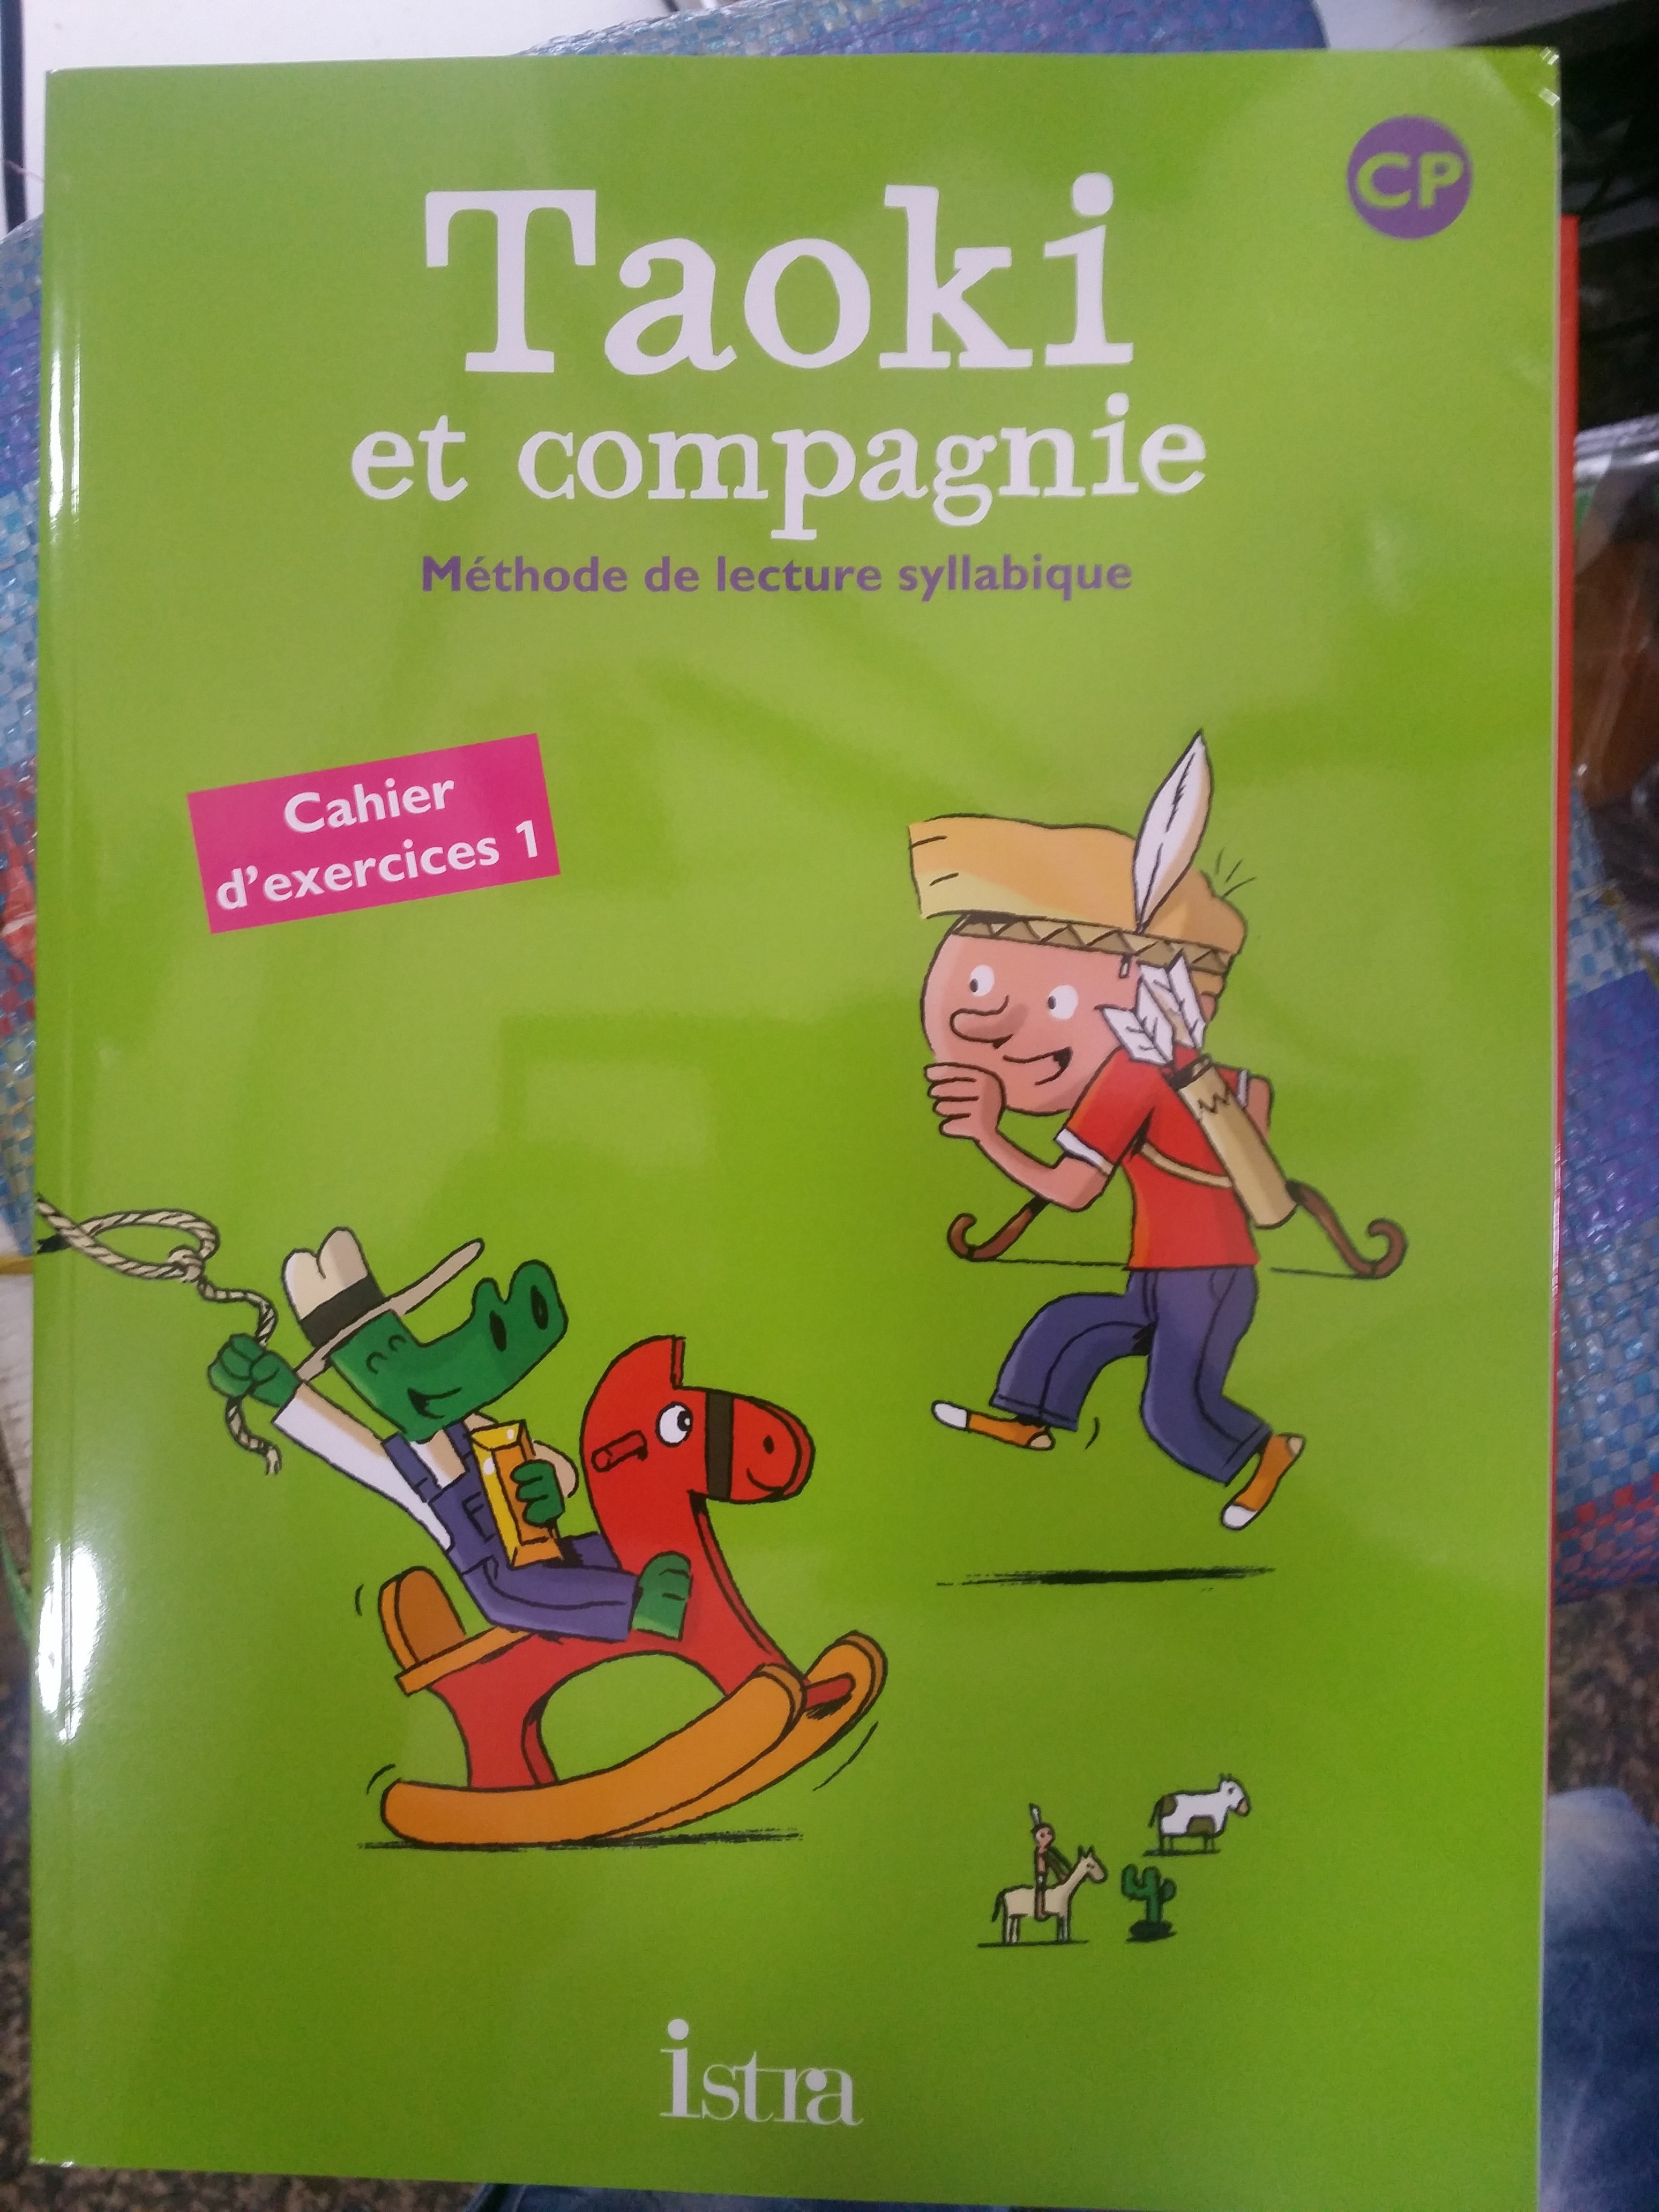 CP
Taoki
et compagnie
Méthode de lecture syllabique
Cahier
d'exercices 1
istra